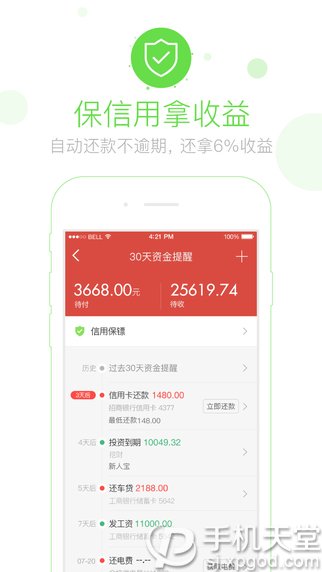 保信用拿收益
自动还款不逾期, 还拿6%收益
BELL 4:21 PM 100%
30天资金提醒
3668.00元 25619.74
待付 待收
信用保镖
历史 过去30天资金提醒
3天后 信用卡还款 1480.00
招商银行信用卡 4377 立即还款
最低还款148.00
4天后 投资到期 10049.32
挖财
新人宝
5天后 还车贷 2188.00
工商银行储蓄卡 5642
7天后 发工资 11000.00
工商银行储蓄卡
07-20 还电费 --.--
手机天堂
sixpgod.com